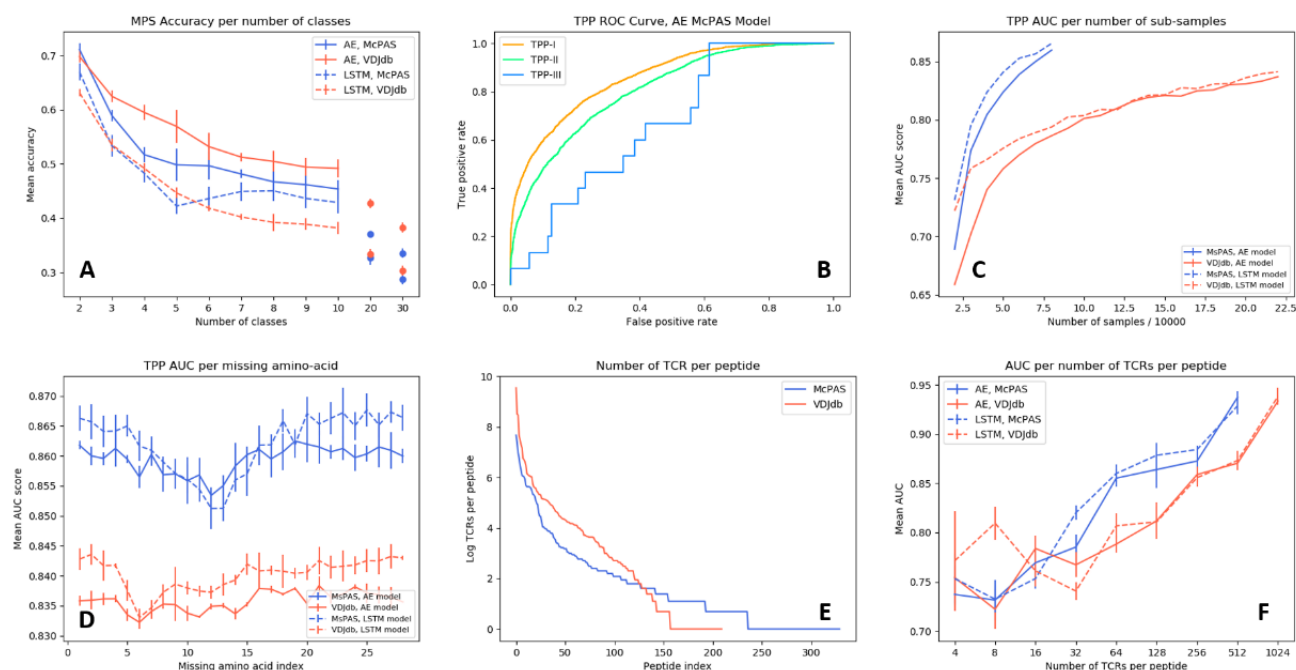 MPS Accuracy per number of classes
AE, McPAS
AE, VDJdb
LSTM, McPAS
LSTM, VDJdb
0.7
0.6
0.5
0.4
0.3
Mean accuracy
A
2 3 4 5 6 7 8 9 10 20 30
Number of classes
TPP ROC Curve, AE McPAS Model
TPP-I
TPP-II
TPP-III
1.0
0.8
0.6
0.4
0.2
0.0
True positive rate
B
0.0 0.2 0.4 0.6 0.8 1.0
False positive rate
TPP AUC per number of sub-samples
0.85
0.80
0.75
0.70
0.65
Mean AUC score
C
MsPAS, AE model
VDJdb, AE model
MsPAS, LSTM model
VDJdb, LSTM model
2.5 5.0 7.5 10.0 12.5 15.0 17.5 20.0 22.5
Number of samples / 10000
TPP AUC per missing amino-acid
0.870
0.865
0.860
0.855
0.850
0.845
0.840
0.835
0.830
Mean AUC score
D
MsPAS, AE model
VDJdb, AE model
MsPAS, LSTM model
VDJdb, LSTM model
0 5 10 15 20 25
Missing amino acid index
Number of TCR per peptide
McPAS
VDJdb
10
8
6
4
2
0
Log TCRs per peptide
E
0 50 100 150 200 250 300
Peptide index
AUC per number of TCRs per peptide
AE, McPAS
AE, VDJdb
LSTM, McPAS
LSTM, VDJdb
0.95
0.90
0.85
0.80
0.75
0.70
Mean AUC
F
4 8 16 32 64 128 256 512 1024
Number of TCRs per peptide